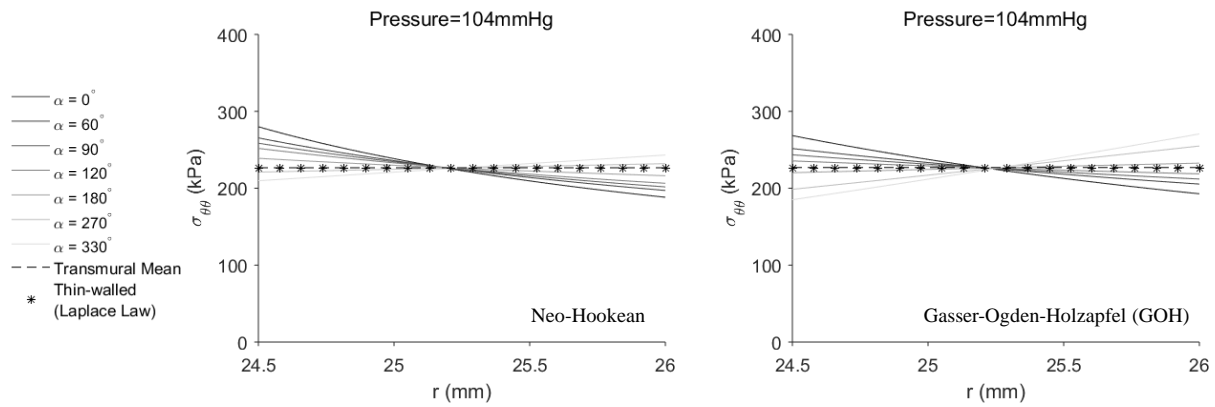 α = 0°
α = 60°
α = 90°
α = 120°
α = 180°
α = 270°
α = 330°
Transmural Mean
Thin-walled
(Laplace Law)
Pressure=104mmHg
400
300
200
100
0
σθθ (kPa)
24.5 25 25.5 26
r (mm)
Neo-Hookean
Pressure=104mmHg
400
300
200
100
0
σθθ (kPa)
24.5 25 25.5 26
r (mm)
Gasser-Ogden-Holzapfel (GOH)